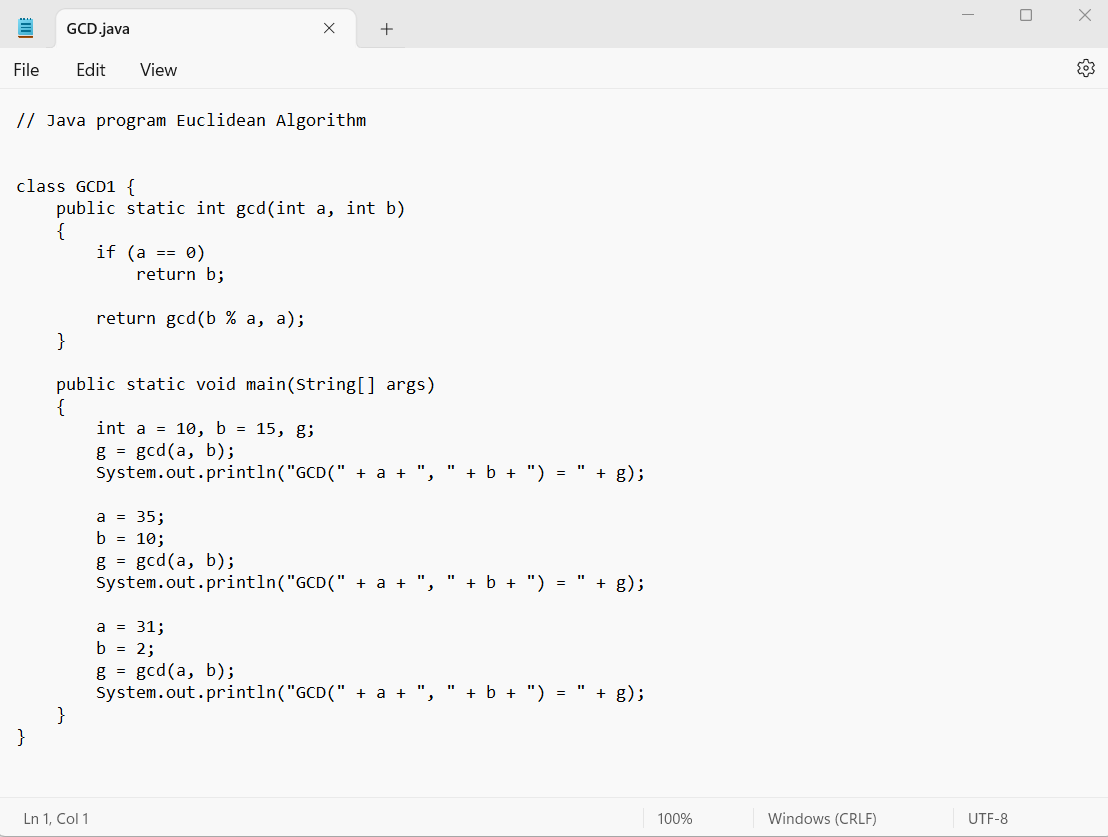 GCD.java
File Edit View
// Java program Euclidean Algorithm
class GCD1 {
    public static int gcd(int a, int b)
    {
        if (a == 0)
            return b;
        return gcd(b % a, a);
    }
    public static void main(String[] args)
    {
        int a = 10, b = 15, g;
        g = gcd(a, b);
        System.out.println("GCD(" + a + ", " + b + ") = " + g);
        a = 35;
        b = 10;
        g = gcd(a, b);
        System.out.println("GCD(" + a + ", " + b + ") = " + g);
        a = 31;
        b = 2;
        g = gcd(a, b);
        System.out.println("GCD(" + a + ", " + b + ") = " + g);
    }
}
Ln 1, Col 1 100% Windows (CRLF) UTF-8